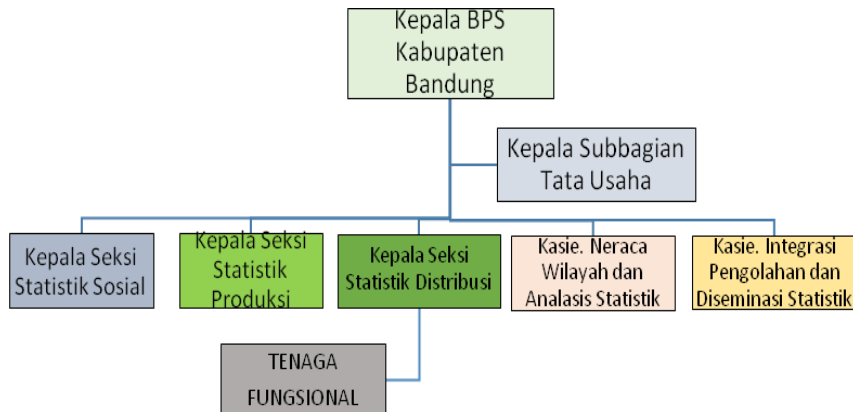 Kepala BPS
Kabupaten
Bandung
Kepala Subbagian
Tata Usaha
Kepala Seksi
Statistik Sosial
Kepala Seksi
Statistik
Produksi
Kepala Seksi
Statistik Distribusi
Kasie. Neraca
Wilayah dan
Analasis Statistik
Kasie. Integrasi
Pengolahan dan
Diseminasi Statistik
TENAGA
FUNGSIONAL